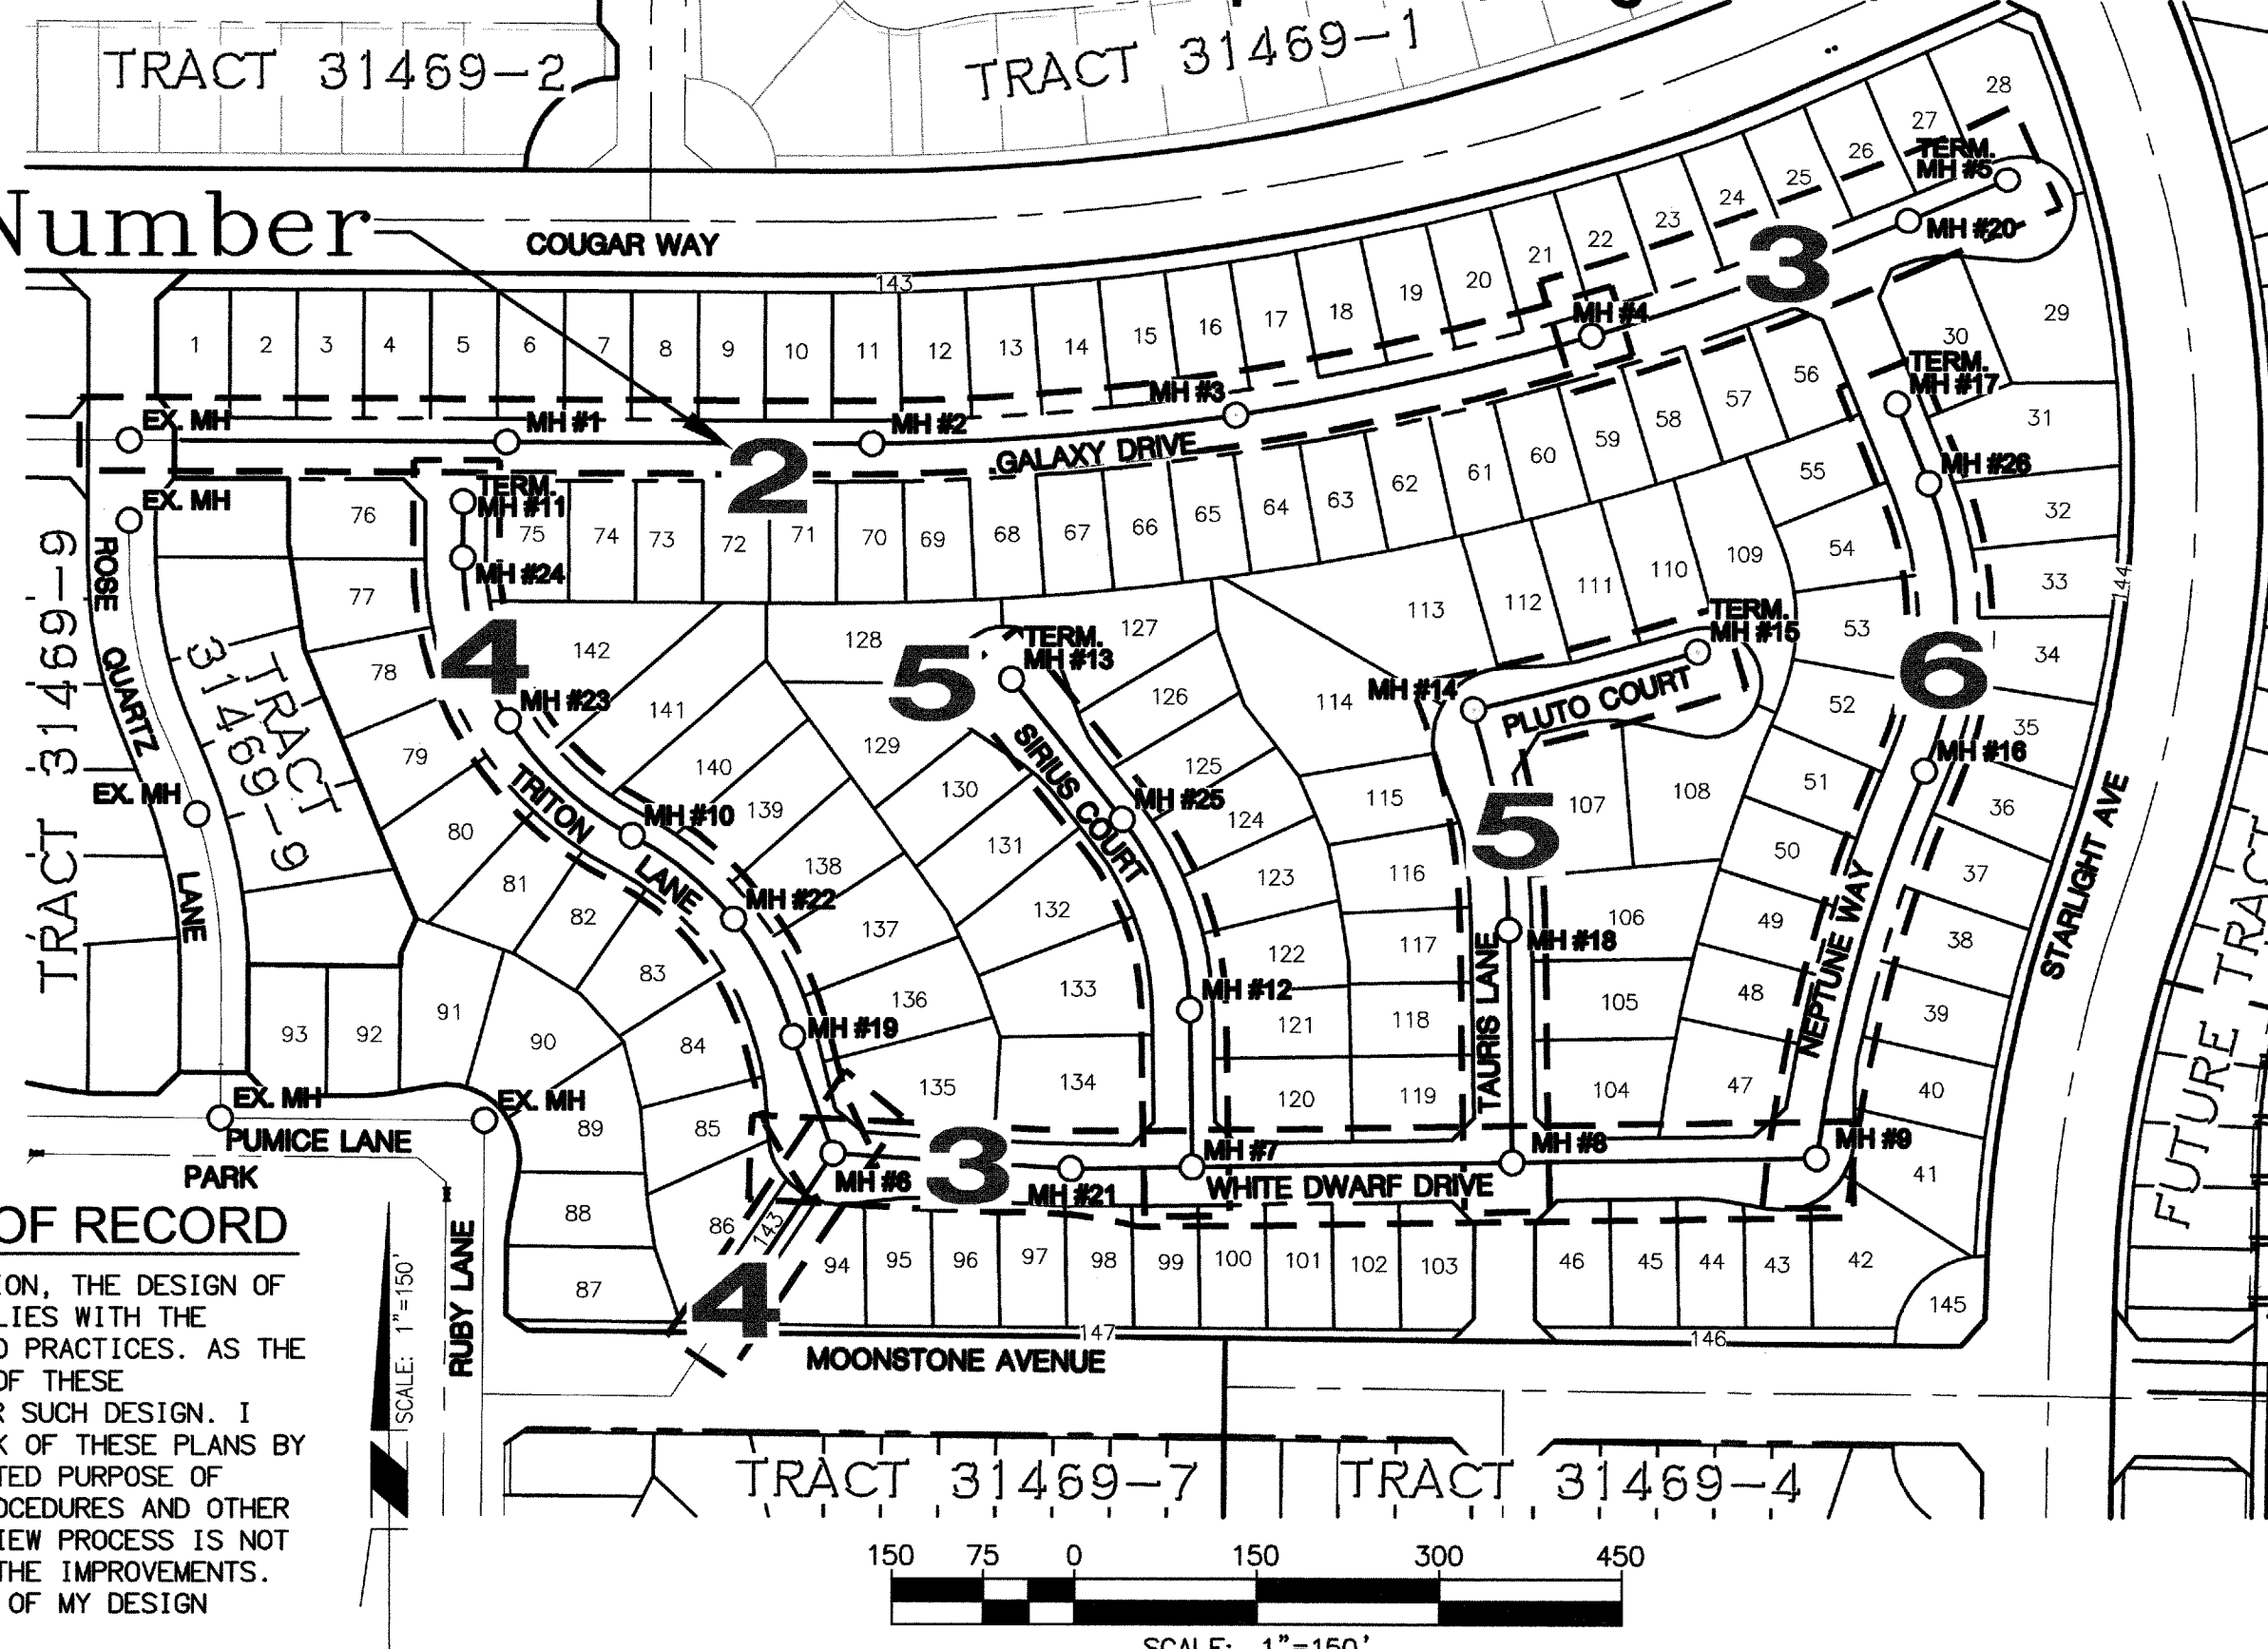 TRACT 31469-2
TRACT 31469-1
Number
COUGAR WAY
143
28
27
26
25
24
23
22
21
20
19
18
17
16
15
14
13
12
11
10
9
8
7
6
5
4
3
2
1
TERM.
MH #5
MH #20
3
29
30
MH #4
TERM.
MH #17
MH #3
EX. MH
MH #1
MH #2
GALAXY DRIVE
2
56
57
58
59
60
61
62
63
64
65
66
67
68
69
70
71
72
73
74
75
76
31
55
MH #26
EX. MH
TERM.
MH #11
MH #24
32
54
33
144
ROSE QUARTZ LANE
TRACT 31469-9
TRACT
31469-9
77
78
79
80
81
82
83
84
85
86
4
142
141
140
139
138
137
136
135
128
127
5
TERM.
MH #13
126
125
124
123
122
121
120
129
130
131
132
133
134
113
112
111
110
109
TERM.
MH #15
MH #14
PLUTO COURT
114
115
116
117
118
119
53
52
51
50
49
48
47
6
34
35
36
37
38
39
40
41
MH #23
MH #16
SIRIUS COURT
MH #25
TRITON LANE
MH #10
MH #22
EX. MH
5
107
108
106
105
104
MH #18
TAURIS LANE
NEPTUNE WAY
STARLIGHT AVE
FUTURE TRACT
MH #12
MH #19
93
92
91
90
89
88
87
EX. MH
EX. MH
PUMICE LANE
PARK
RUBY LANE
MH #6
3
MH #21
MH #7
WHITE DWARF DRIVE
MH #8
MH #9
143
4
94
95
96
97
98
99
100
101
102
103
46
45
44
43
42
145
147
146
MOONSTONE AVENUE
OF RECORD
ION, THE DESIGN OF
LIES WITH THE
D PRACTICES. AS THE
OF THESE
R SUCH DESIGN. I
K OF THESE PLANS BY
TED PURPOSE OF
OCEDURES AND OTHER
IEW PROCESS IS NOT
THE IMPROVEMENTS.
OF MY DESIGN
SCALE: 1"=150'
TRACT 31469-7
TRACT 31469-4
150 75 0 150 300 450
SCALE: 1"=150'